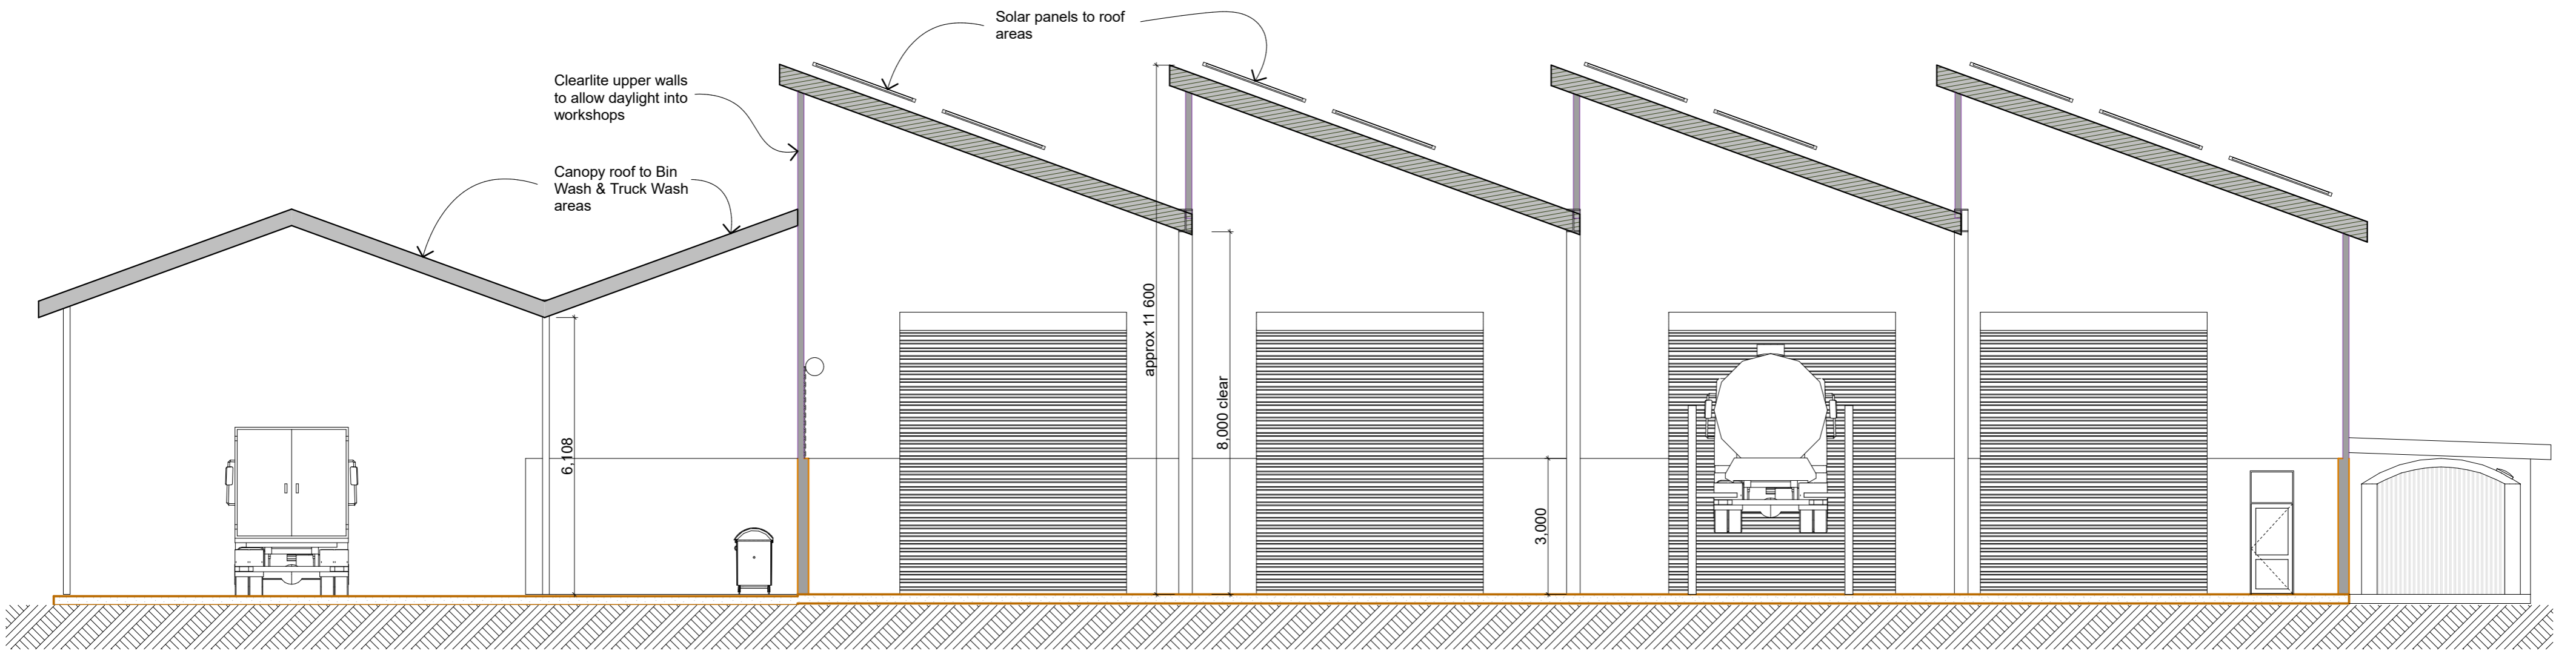 Solar panels to roof
areas
Clearlite upper walls
to allow daylight into
workshops
Canopy roof to Bin
Wash & Truck Wash
areas
6,108
approx 11 600
8,000 clear
3,000